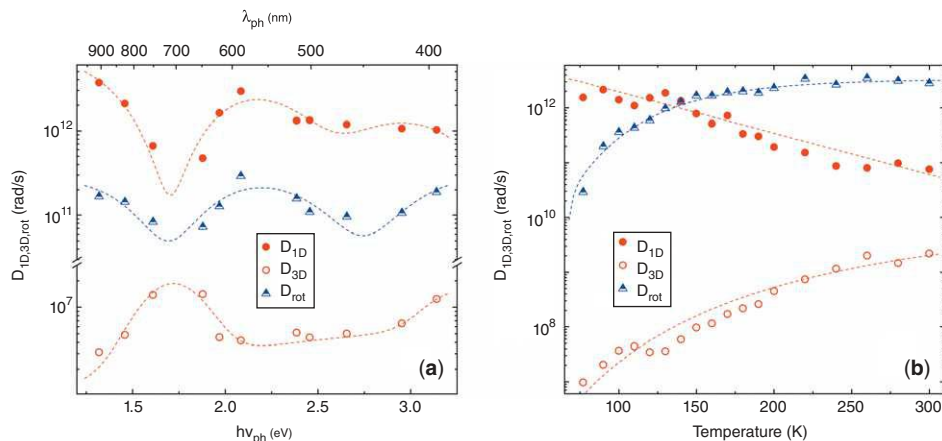 λph (nm)
900 800 700 600 500 400
D1D,3D,rot (rad/s)
10^12
10^11
10^7
D1D
D3D
Drot
(a)
1.5 2.0 2.5 3.0
hνph (eV)
D1D,3D,rot (rad/s)
10^12
10^10
10^8
D1D
D3D
Drot
(b)
100 150 200 250 300
Temperature (K)